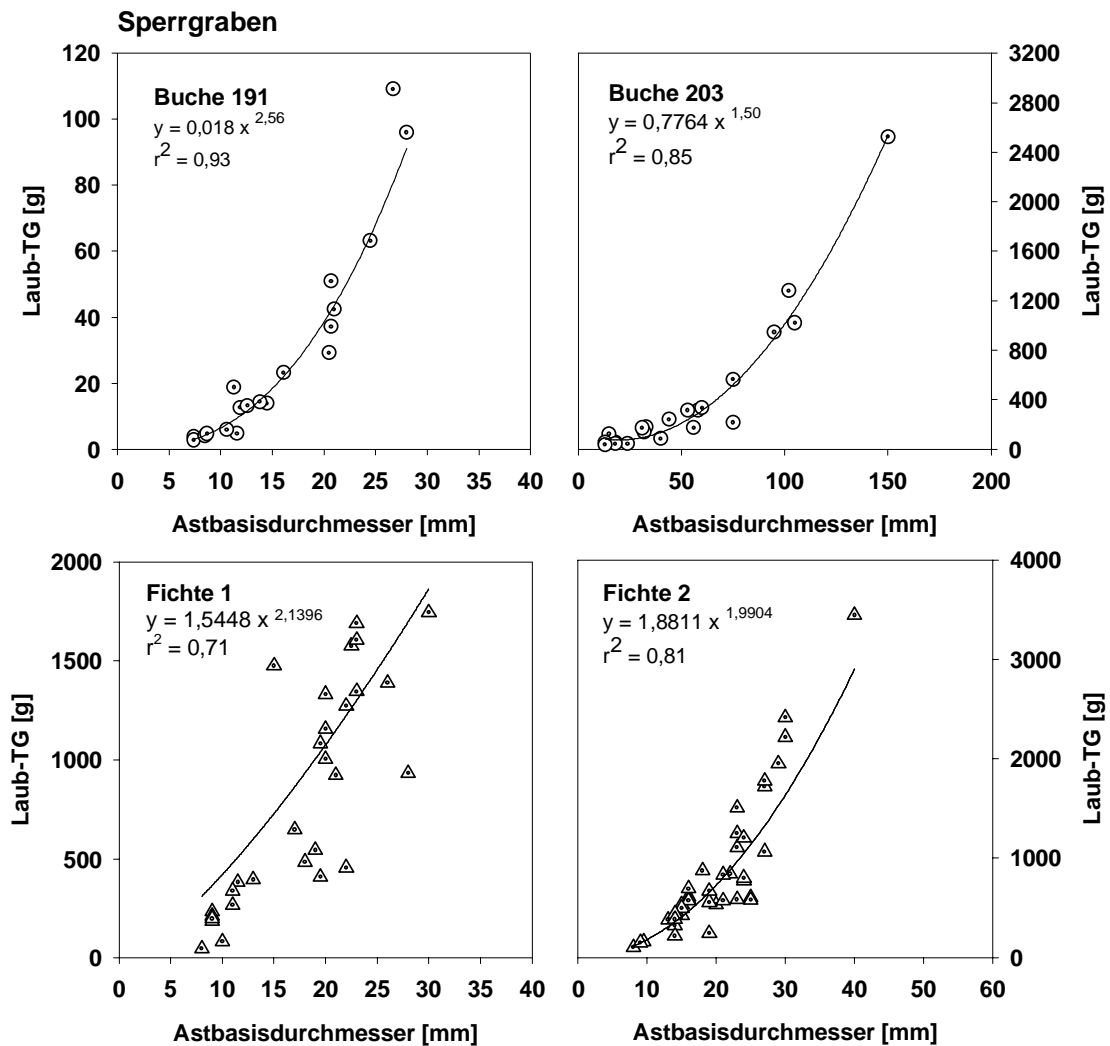 Sperrgraben
120
100
80
60
40
20
0
Laub-TG [g]
Buche 191
y = 0,018 x 2,56
r2 = 0,93
0 5 10 15 20 25 30 35 40
Astbasisdurchmesser [mm]
Buche 203
y = 0,7764 x 1,50
r2 = 0,85
3200
2800
2400
2000
1600
1200
800
400
0
Laub-TG [g]
0 50 100 150 200
Astbasisdurchmesser [mm]
2000
1500
1000
500
0
Laub-TG [g]
Fichte 1
y = 1,5448 x 2,1396
r2 = 0,71
0 5 10 15 20 25 30 35 40
Astbasisdurchmesser [mm]
Fichte 2
y = 1,8811 x 1,9904
r2 = 0,81
4000
3000
2000
1000
0
Laub-TG [g]
0 10 20 30 40 50 60
Astbasisdurchmesser [mm]